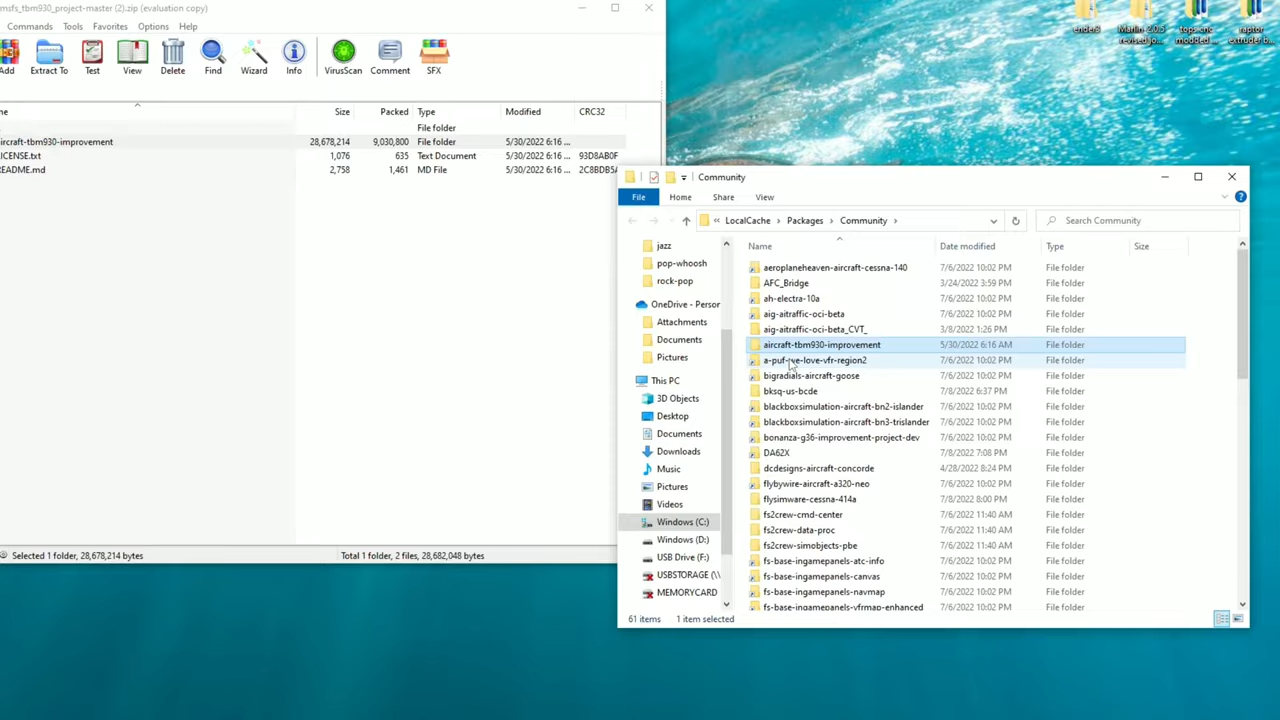 msfs_tbm930_project-master (2).zip (evaluation copy)
Commands Tools Favorites Options Help
Add Extract To Test View Delete Find Wizard Info VirusScan Comment SFX
me Size Packed Type Modified CRC32
File folder
ircraft-tbm930-improvement 28,678,214 9,030,800 File folder 5/30/2022 6:16 ...
ICENSE.txt 1,076 635 Text Document 5/30/2022 6:16 ... 93D8AB0F
EADME.md 2,758 1,461 MD File 5/30/2022 6:16 ... 2C8BDB5
Selected 1 folder, 28,678,214 bytes Total 1 folder, 2 files, 28,682,048 bytes
ender3
Marlin-2.0.5 revised jo...
tops cnc modded ...
raptor extruder b...
Community
File Home Share View
« LocalCache > Packages > Community >
Search Community
jazz
pop-whoosh
rock-pop
OneDrive - Person
Attachments
Documents
Pictures
This PC
3D Objects
Desktop
Documents
Downloads
Music
Pictures
Videos
Windows (C:)
Windows (D:)
USB Drive (F:)
USBSTORAGE (\\
MEMORYCARD
Name Date modified Type Size
aeroplaneheaven-aircraft-cessna-140 7/6/2022 10:02 PM File folder
AFC_Bridge 3/24/2022 3:59 PM File folder
ah-electra-10a 7/6/2022 10:02 PM File folder
aig-aitraffic-oci-beta 7/6/2022 10:02 PM File folder
aig-aitraffic-oci-beta_CVT_ 3/8/2022 1:26 PM File folder
aircraft-tbm930-improvement 5/30/2022 6:16 AM File folder
a-puf-we-love-vfr-region2 7/6/2022 10:02 PM File folder
bigradials-aircraft-goose 7/6/2022 10:02 PM File folder
bksq-us-bcde 7/8/2022 6:37 PM File folder
blackboxsimulation-aircraft-bn2-islander 7/6/2022 10:02 PM File folder
blackboxsimulation-aircraft-bn3-trislander 7/6/2022 10:02 PM File folder
bonanza-g36-improvement-project-dev 7/6/2022 10:02 PM File folder
DA62X 7/8/2022 7:08 PM File folder
dcdesigns-aircraft-concorde 4/28/2022 8:24 PM File folder
flybywire-aircraft-a320-neo 7/6/2022 10:02 PM File folder
flysimware-cessna-414a 7/8/2022 8:00 PM File folder
fs2crew-cmd-center 7/6/2022 11:40 AM File folder
fs2crew-data-proc 7/6/2022 11:40 AM File folder
fs2crew-simobjects-pbe 7/6/2022 11:40 AM File folder
fs-base-ingamepanels-atc-info 7/6/2022 10:02 PM File folder
fs-base-ingamepanels-canvas 7/6/2022 10:02 PM File folder
fs-base-ingamepanels-navmap 7/6/2022 10:02 PM File folder
fs-base-ingamepanels-vfrmap-enhanced 7/6/2022 10:02 PM File folder
61 items 1 item selected